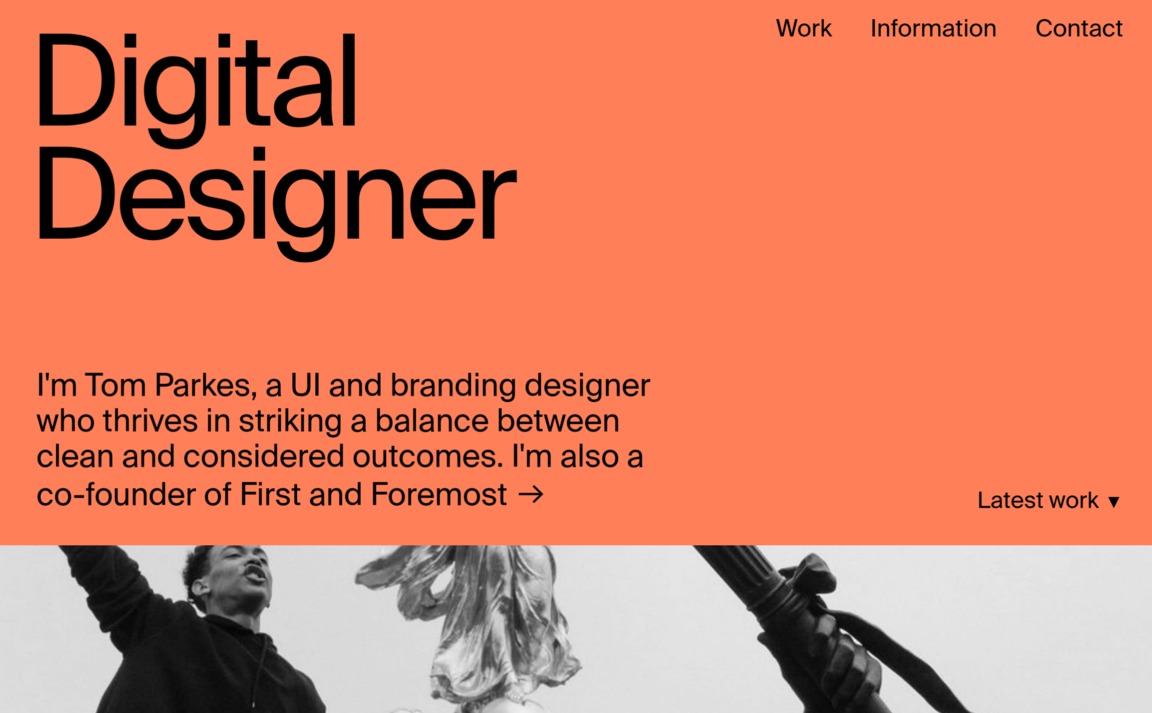 Digital
Designer
Work
Information
Contact
I'm Tom Parkes, a UI and branding designer
who thrives in striking a balance between
clean and considered outcomes. I'm also a
co-founder of First and Foremost →
Latest work ▼